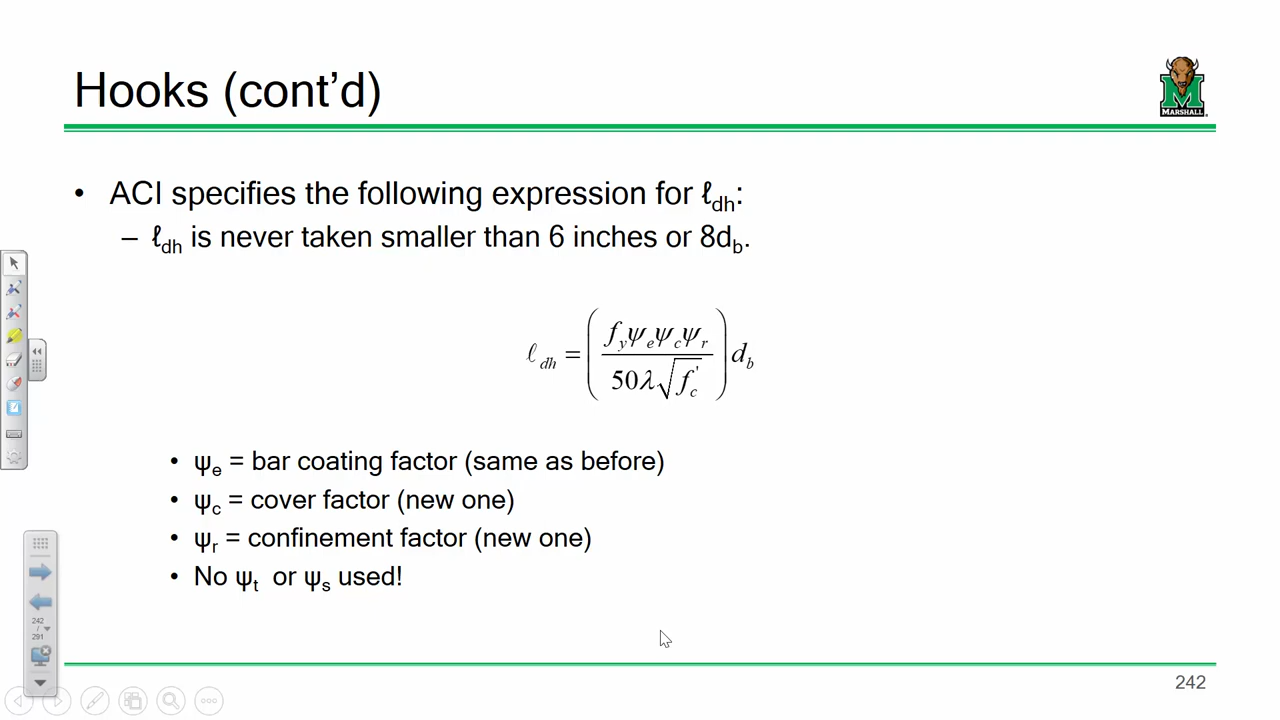 Hooks (cont’d)
MARSHALL
• ACI specifies the following expression for ℓdh:
– ℓdh is never taken smaller than 6 inches or 8db.
ℓdh = ( fyψeψcψr / 50λ√f'c ) db
• ψe = bar coating factor (same as before)
• ψc = cover factor (new one)
• ψr = confinement factor (new one)
• No ψt or ψs used!
242
/
291
242